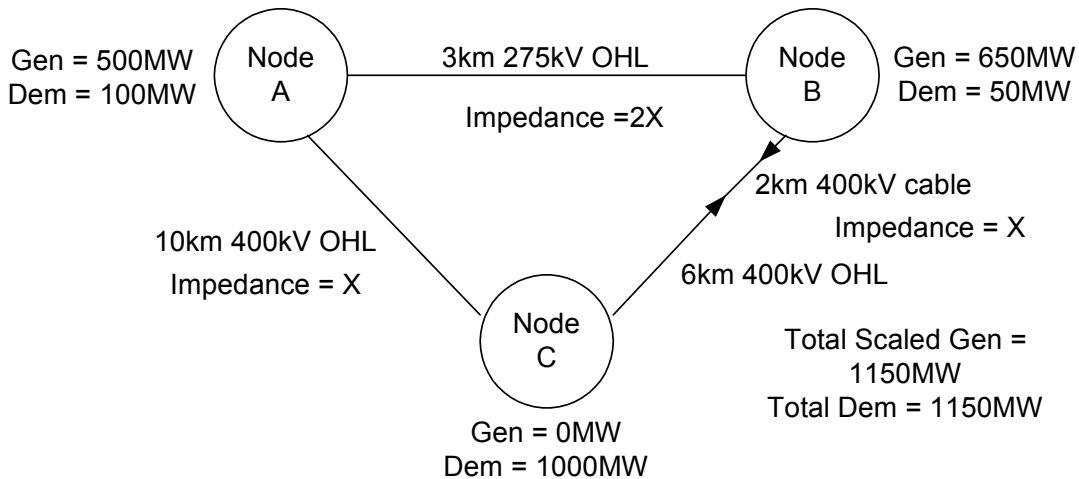 Gen = 500MW
Dem = 100MW
Node
A
3km 275kV OHL
Impedance =2X
Node
B
Gen = 650MW
Dem = 50MW
2km 400kV cable
Impedance = X
10km 400kV OHL
Impedance = X
6km 400kV OHL
Node
C
Gen = 0MW
Dem = 1000MW
Total Scaled Gen =
1150MW
Total Dem = 1150MW